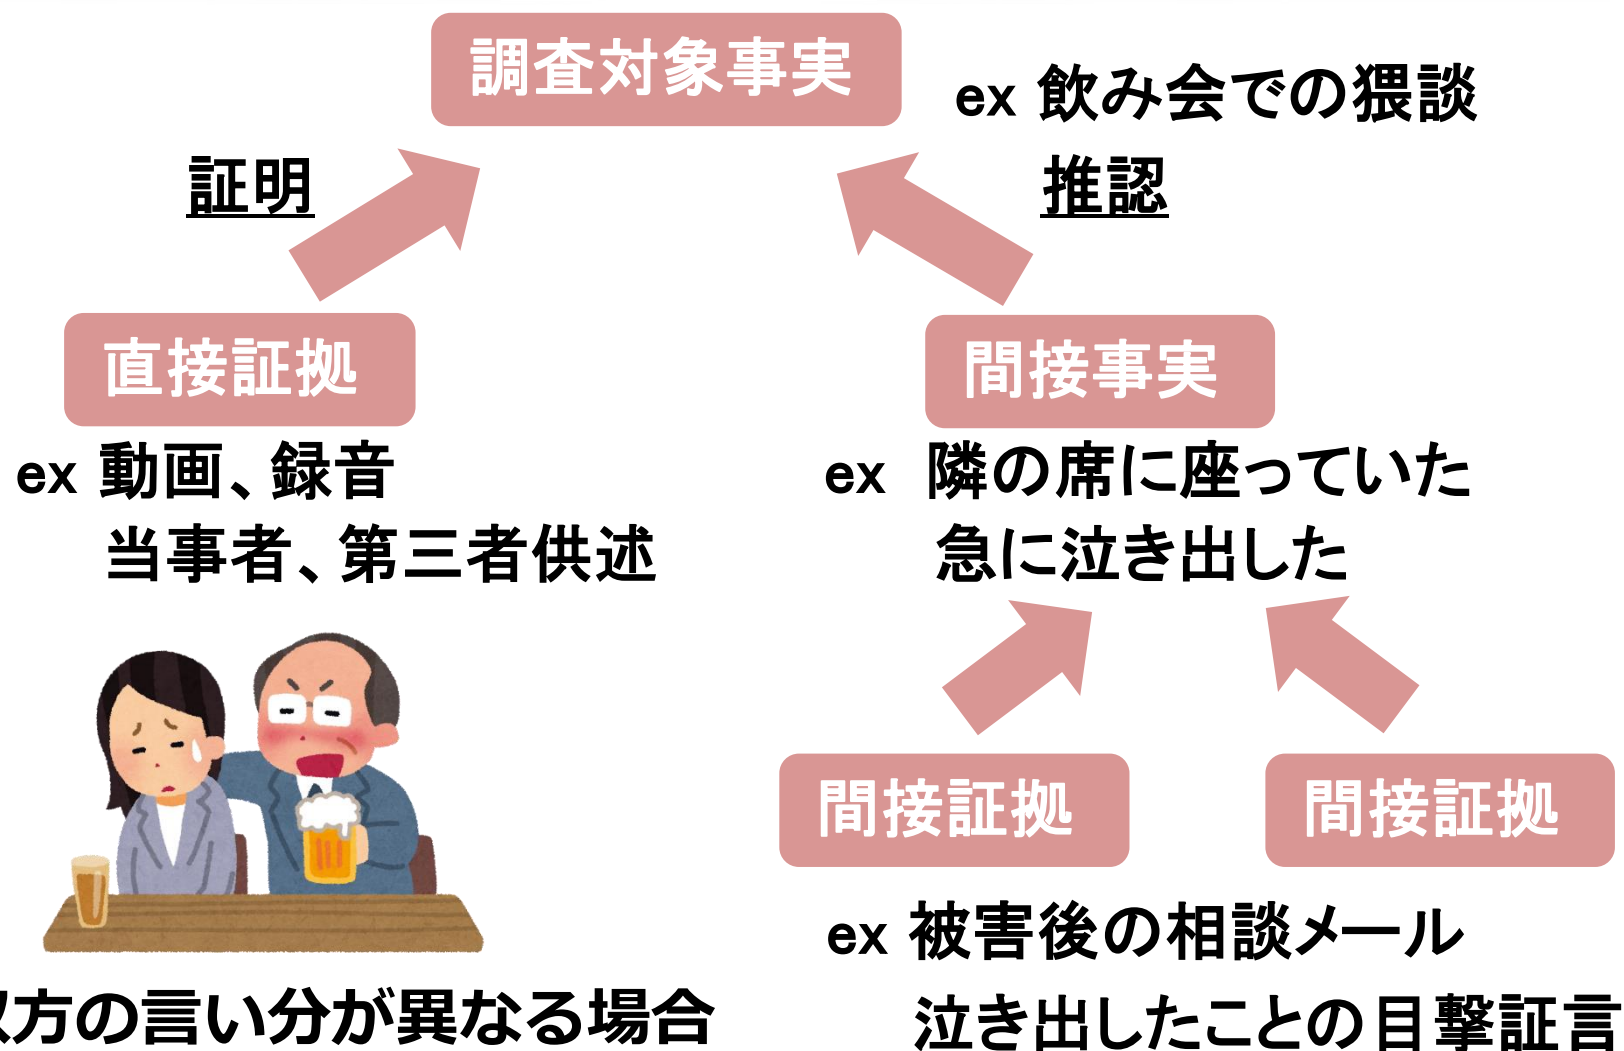 調査対象事実
ex 飲み会での猥談
証明
推認
直接証拠
間接事実
ex 動画、録音
当事者、第三者供述
ex 隣の席に座っていた
急に泣き出した
間接証拠
間接証拠
ex 被害後の相談メール
泣き出したことの目撃証言
双方の言い分が異なる場合